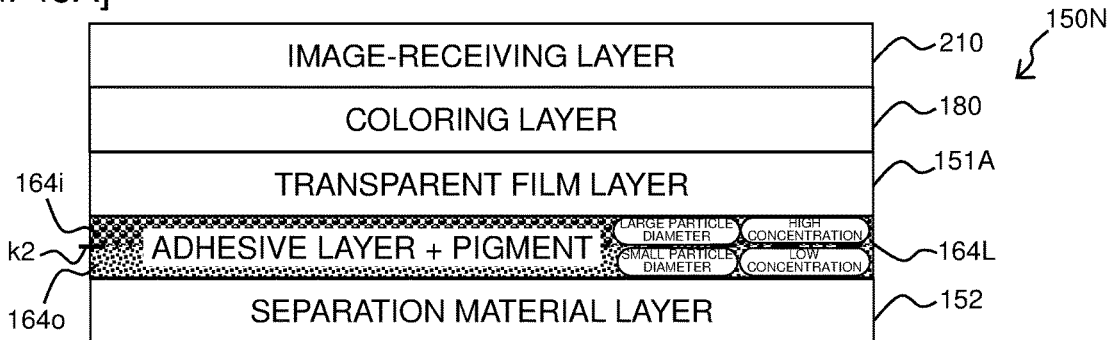 150N
IMAGE-RECEIVING LAYER
210
COLORING LAYER
180
TRANSPARENT FILM LAYER
151A
164i
k2
164o
ADHESIVE LAYER + PIGMENT
LARGE PARTICLE
DIAMETER
HIGH
CONCENTRATION
SMALL PARTICLE
DIAMETER
LOW
CONCENTRATION
164L
SEPARATION MATERIAL LAYER
152